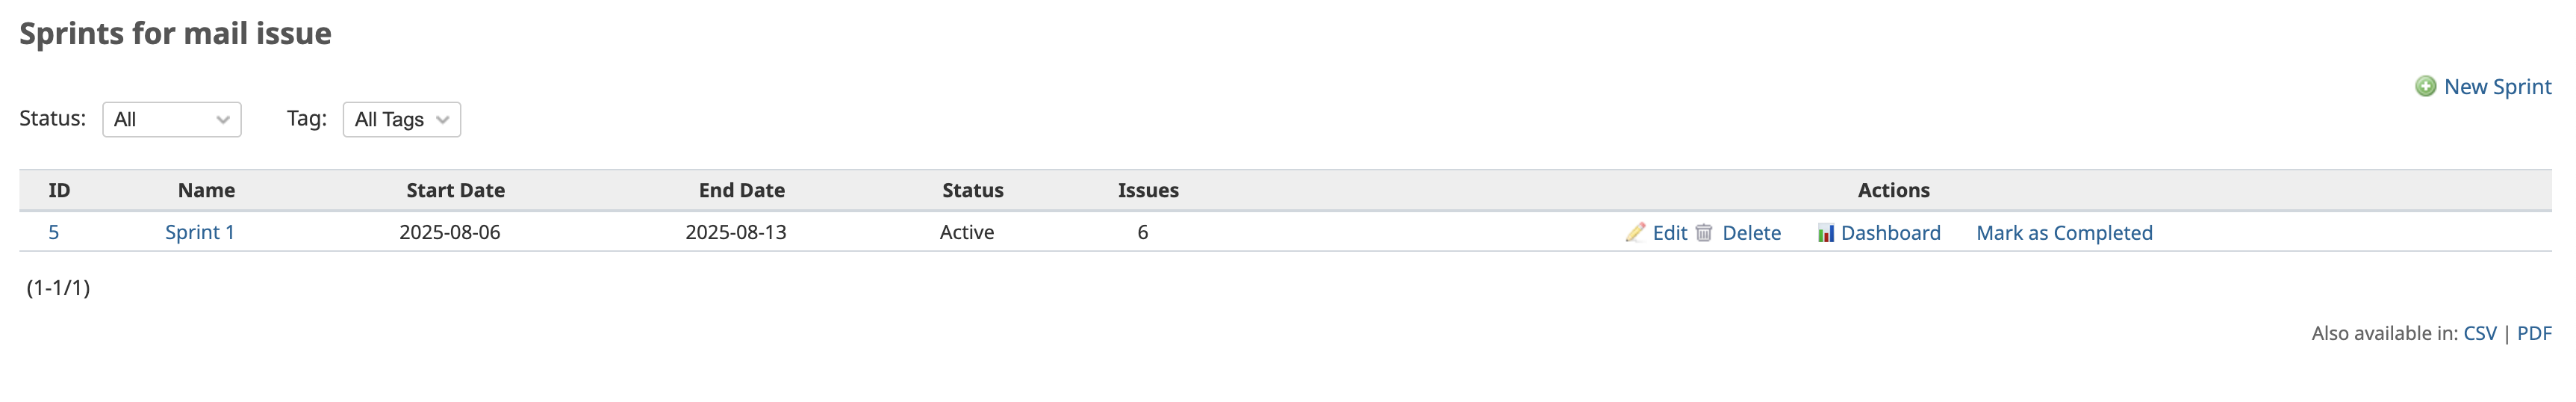 Sprints for mail issue
New Sprint
Status: All Tag: All Tags
ID Name Start Date End Date Status Issues Actions
5 Sprint 1 2025-08-06 2025-08-13 Active 6 Edit Delete Dashboard Mark as Completed
(1-1/1)
Also available in: CSV | PDF